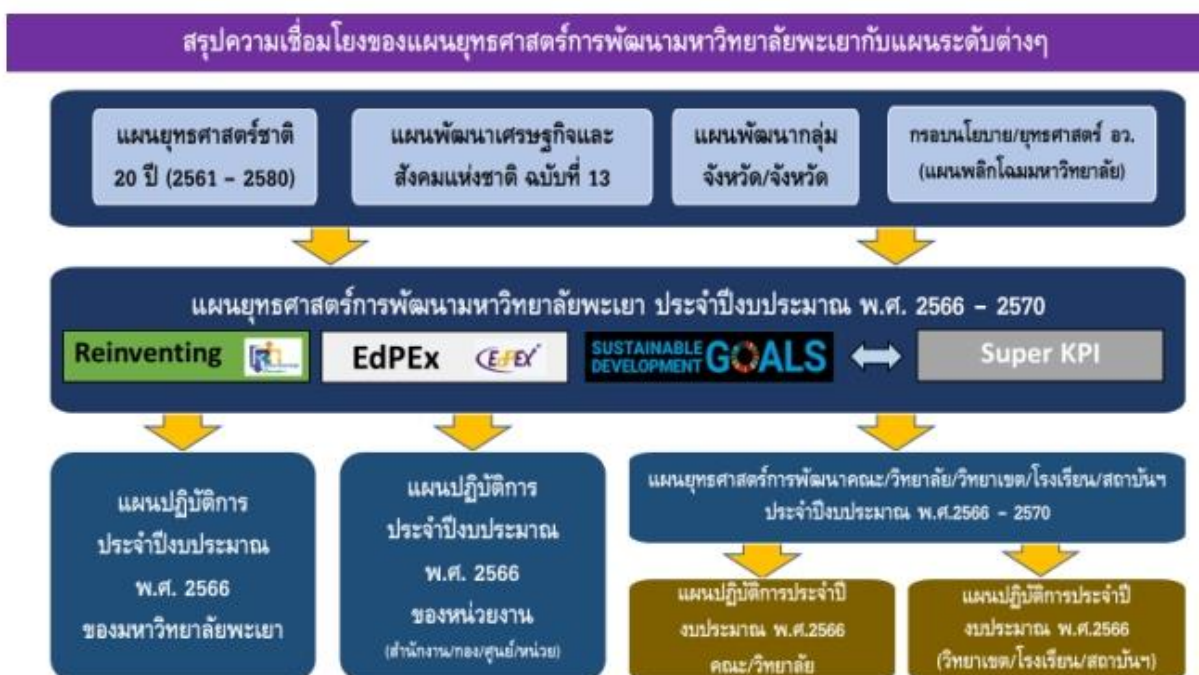 สรุปความเชื่อมโยงของแผนยุทธศาสตร์การพัฒนามหาวิทยาลัยพะเยากับแผนระดับต่างๆ
แผนยุทธศาสตร์ชาติ
20 ปี (2561 – 2580)
แผนพัฒนาเศรษฐกิจและ
สังคมแห่งชาติ ฉบับที่ 13
แผนพัฒนากลุ่ม
จังหวัด/จังหวัด
กรอบนโยบาย/ยุทธศาสตร์ อว.
(แผนพลิกโฉมมหาวิทยาลัย)
แผนยุทธศาสตร์การพัฒนามหาวิทยาลัยพะเยา ประจำปีงบประมาณ พ.ศ. 2566 – 2570
Reinventing
EdPEx
EdPEx
SUSTAINABLE
DEVELOPMENT
GOALS
Super KPI
แผนปฏิบัติการ
ประจำปีงบประมาณ
พ.ศ. 2566
ของมหาวิทยาลัยพะเยา
แผนปฏิบัติการ
ประจำปีงบประมาณ
พ.ศ. 2566
ของหน่วยงาน
(สำนักงาน/กอง/ศูนย์/หน่วย)
แผนยุทธศาสตร์การพัฒนาคณะ/วิทยาลัย/วิทยาเขต/โรงเรียน/สถาบันฯ
ประจำปีงบประมาณ พ.ศ.2566 – 2570
แผนปฏิบัติการประจำปี
งบประมาณ พ.ศ.2566
คณะ/วิทยาลัย
แผนปฏิบัติการประจำปี
งบประมาณ พ.ศ.2566
(วิทยาเขต/โรงเรียน/สถาบันฯ)